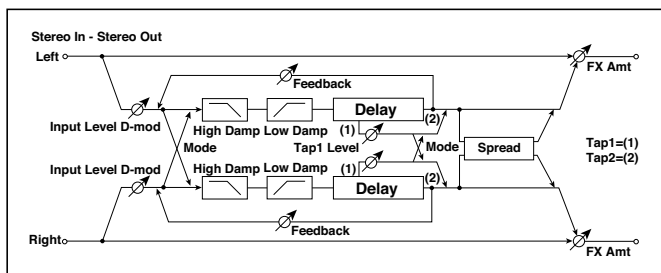 Stereo In - Stereo Out
Left
FX Amt
Feedback
Input Level D-mod
High Damp
Low Damp
Delay
(1)
(2)
Tap1 Level
Mode
Mode
Spread
Tap1=(1)
Tap2=(2)
Input Level D-mod
High Damp
Low Damp
(1)
Delay
(2)
Feedback
Right
FX Amt